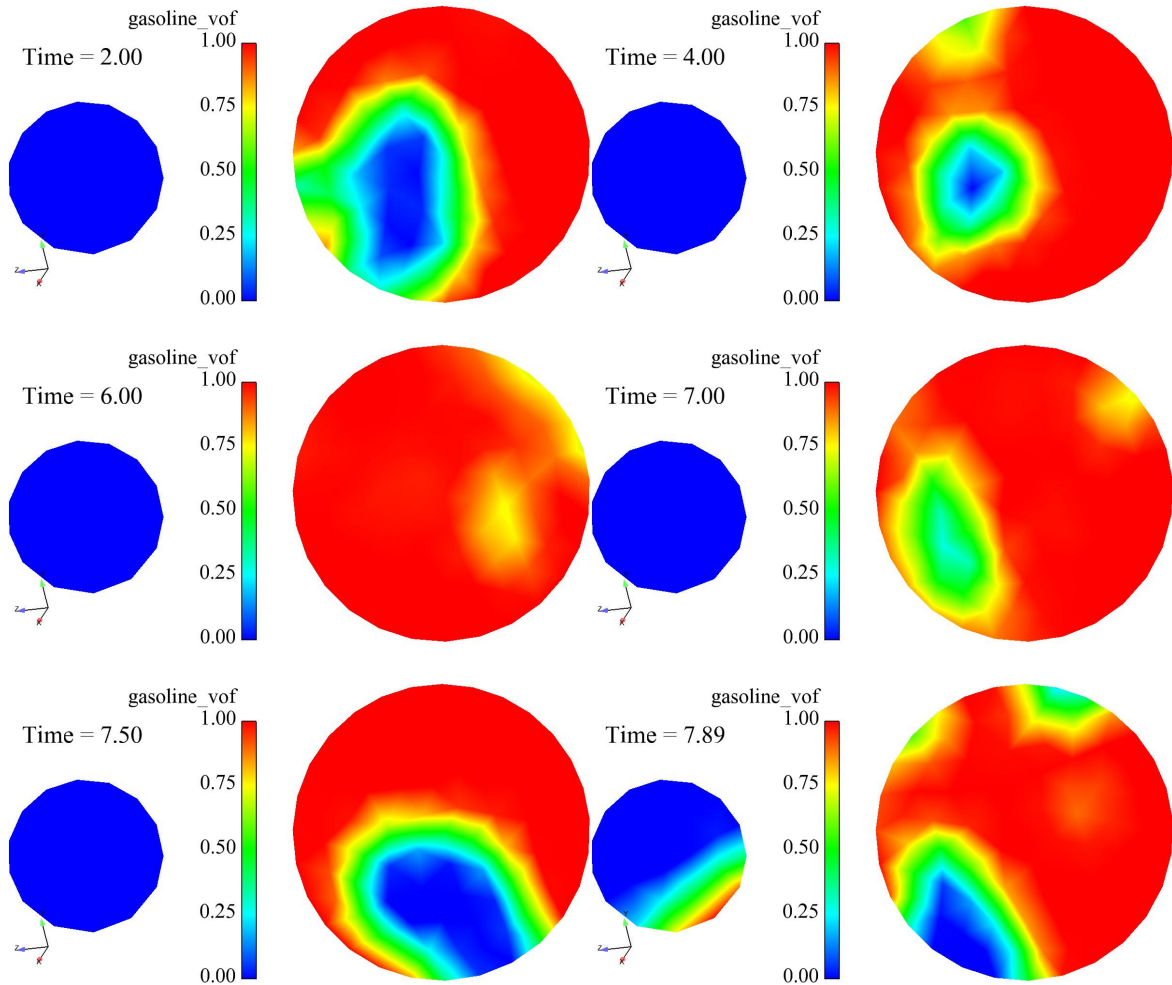 gasoline_vof
Time = 2.00
1.00
0.75
0.50
0.25
0.00
Z
X
gasoline_vof
Time = 4.00
1.00
0.75
0.50
0.25
0.00
Z
X
gasoline_vof
Time = 6.00
1.00
0.75
0.50
0.25
0.00
Z
X
gasoline_vof
Time = 7.00
1.00
0.75
0.50
0.25
0.00
Z
X
gasoline_vof
Time = 7.50
1.00
0.75
0.50
0.25
0.00
Z
X
gasoline_vof
Time = 7.89
1.00
0.75
0.50
0.25
0.00
Y
Z
X